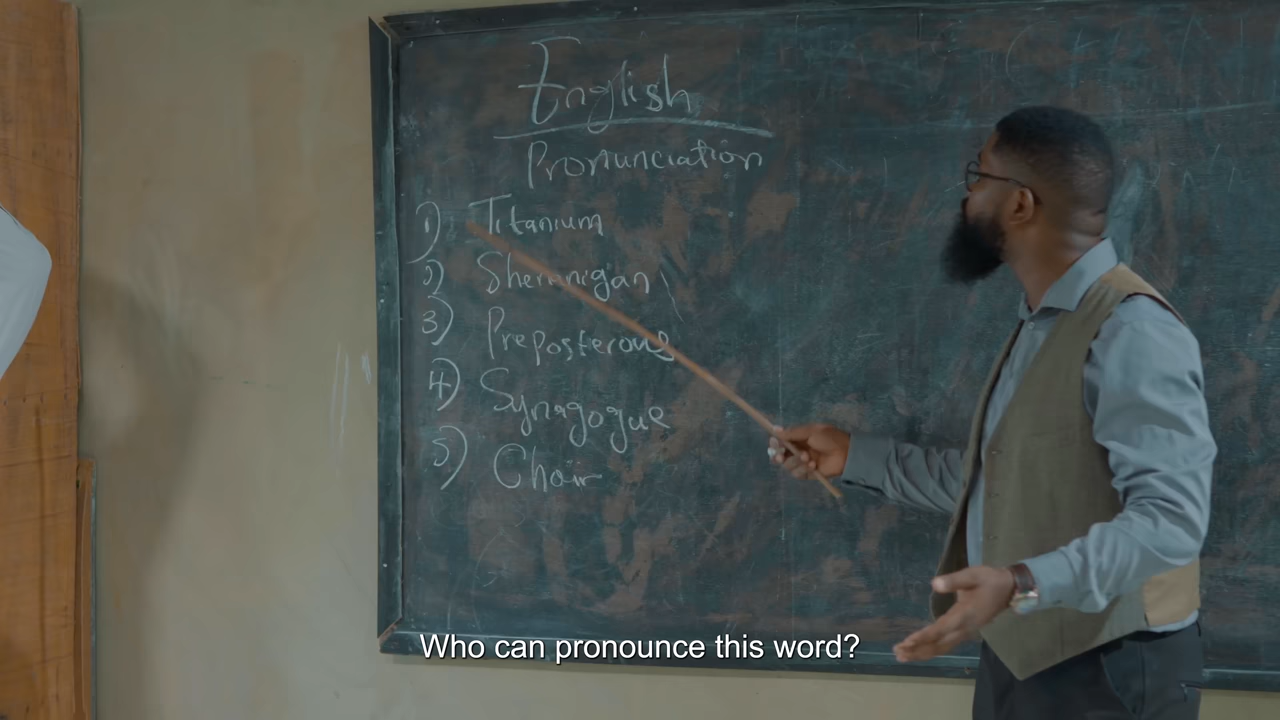 English
Pronunciation
1) Titanium
2) Shenanigan
3) Preposterous
4) Synagogue
5) Choir
Who can pronounce this word?